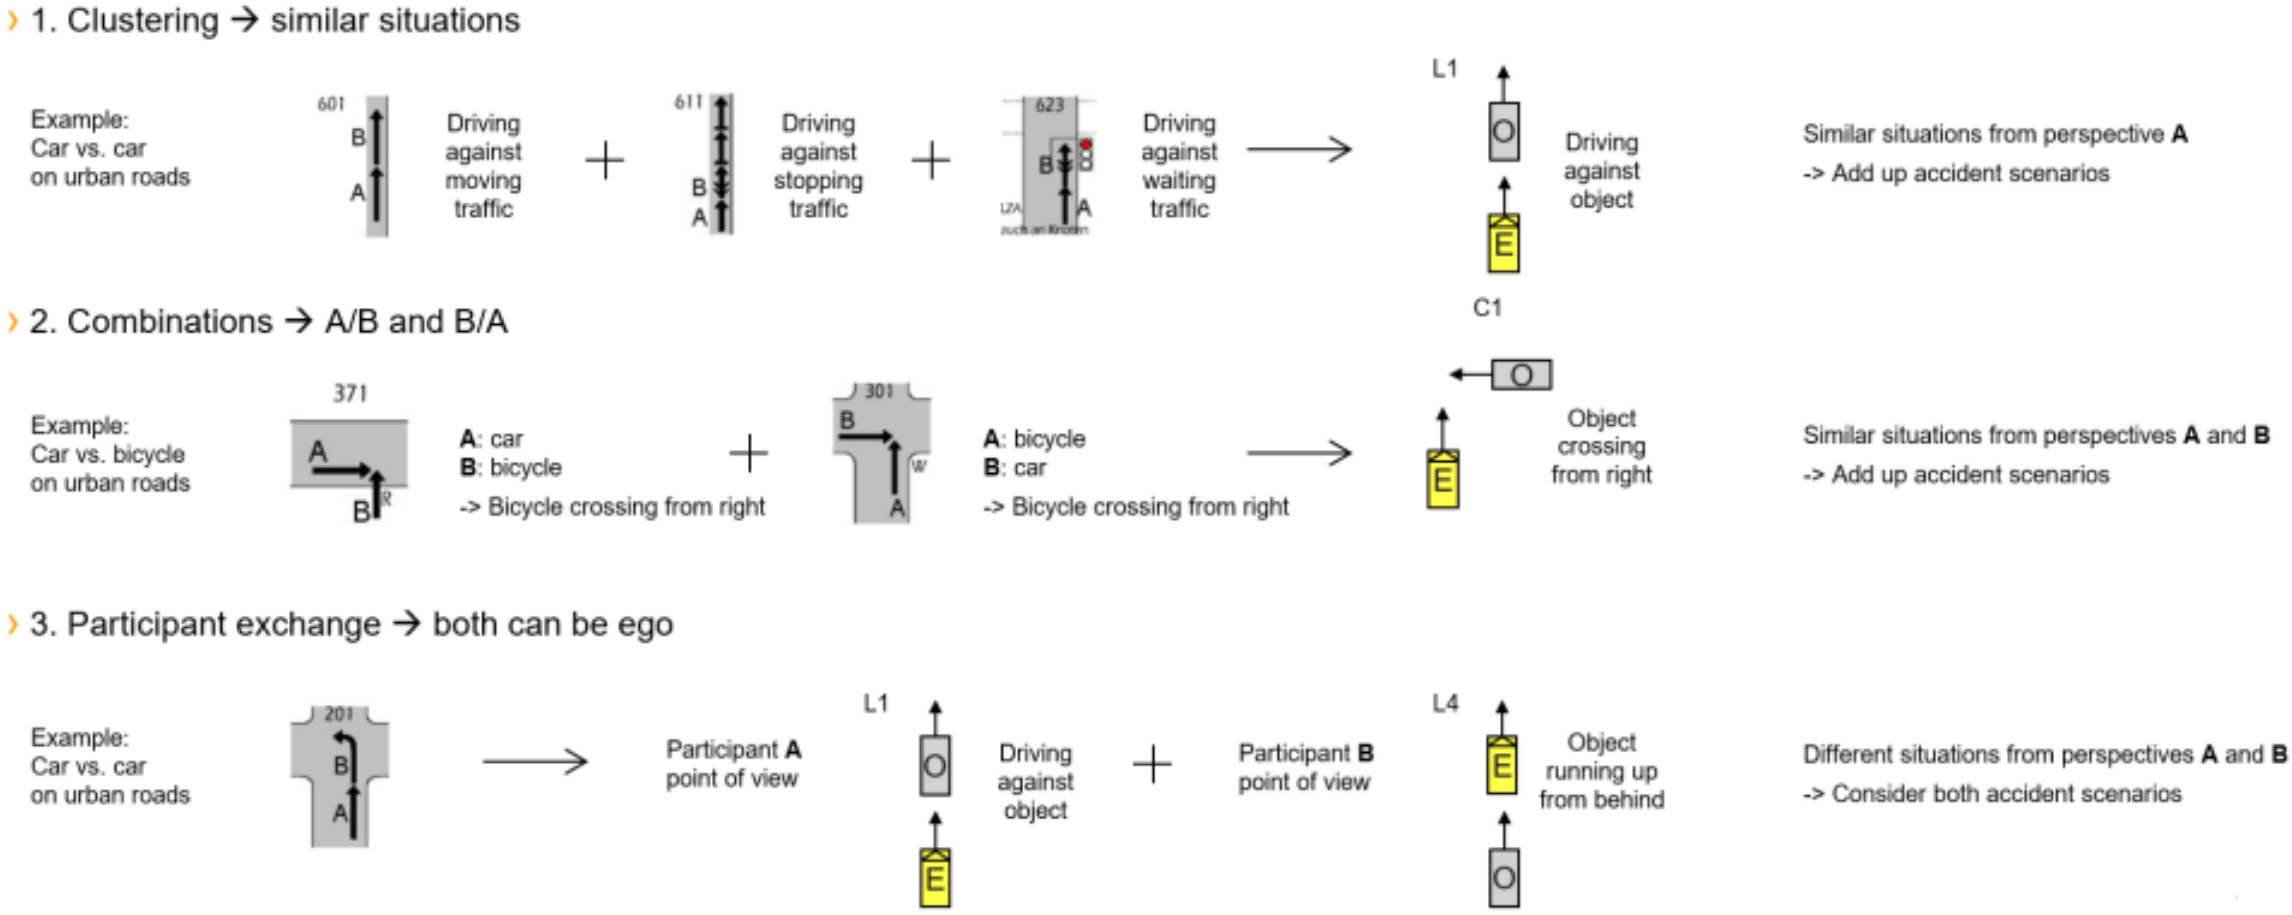 › 1. Clustering → similar situations
Example:
Car vs. car
on urban roads
601
B
A
Driving
against
moving
traffic
+
611
B
A
Driving
against
stopping
traffic
+
623
B
A
LZA
auch an Knoten
Driving
against
waiting
traffic
L1
O
E
Driving
against
object
Similar situations from perspective A
-> Add up accident scenarios
› 2. Combinations → A/B and B/A
Example:
Car vs. bicycle
on urban roads
371
A
B
R
A: car
B: bicycle
-> Bicycle crossing from right
+
301
B
W
A
A: bicycle
B: car
-> Bicycle crossing from right
C1
O
E
Object
crossing
from right
Similar situations from perspectives A and B
-> Add up accident scenarios
› 3. Participant exchange → both can be ego
Example:
Car vs. car
on urban roads
201
B
A
Participant A
point of view
L1
O
E
Driving
against
object
+
Participant B
point of view
L4
E
O
Object
running up
from behind
Different situations from perspectives A and B
-> Consider both accident scenarios